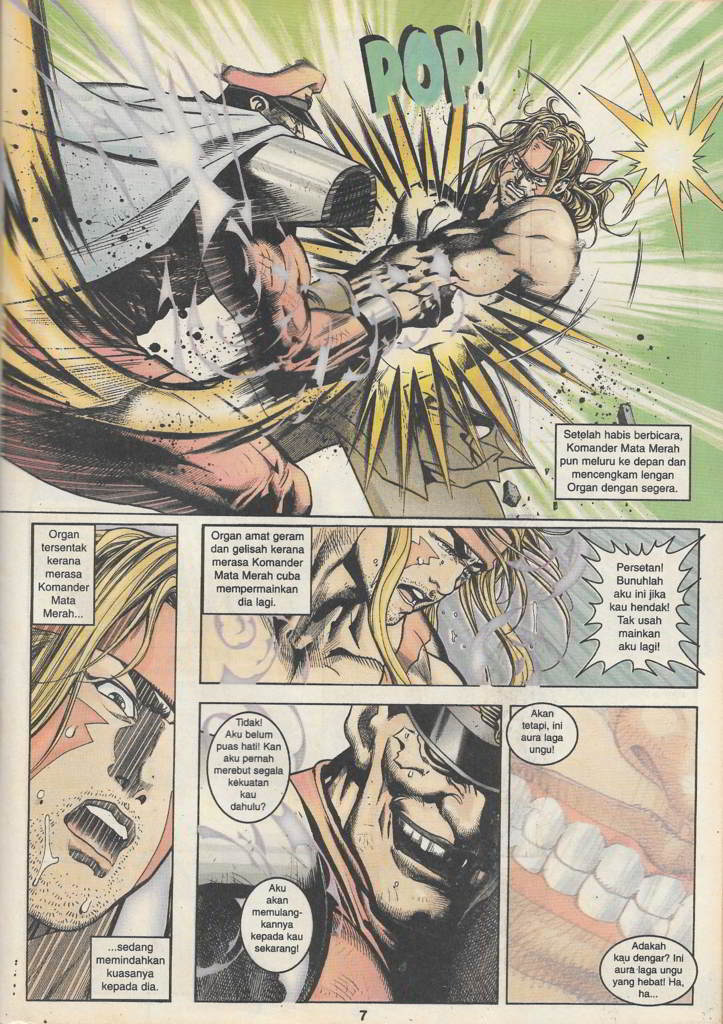 POP!
Setelah habis berbicara,
Komander Mata Merah
pun meluru ke depan dan
mencengkam lengan
Organ dengan segera.
Organ
tersentak
kerana
merasa
Komander
Mata
Merah...
...sedang
memindahkan
kuasanya
kepada dia.
Organ amat geram
dan gelisah kerana
merasa Komander
Mata Merah cuba
mempermainkan
dia lagi.
Persetan!
Bunuhlah
aku ini jika
kau hendak!
Tak usah
mainkan
aku lagi!
Tidak!
Aku belum
puas hati! Kan
aku pernah
merebut segala
kekuatan
kau
dahulu?
Aku
akan
memulang-
kannya
kepada kau
sekarang!
Akan
tetapi, ini
aura laga
ungu!
Adakah
kau dengar? Ini
aura laga ungu
yang hebat! Ha,
ha...
7